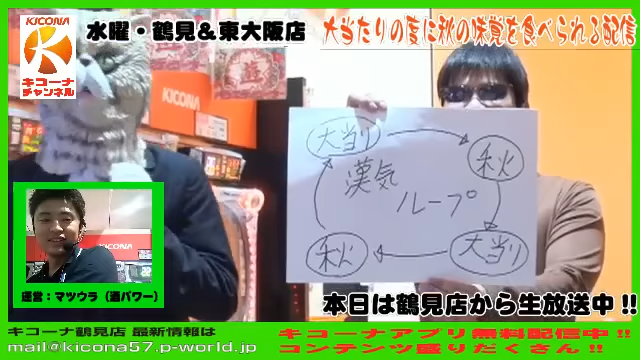 KICONA
キコーナ
チャンネル
水曜・鶴見&東大阪店
大当たりの度に秋の味覚を食べられる配信
KICONA
大当り
秋
漢気
ループ
秋
大当り
KICONA
運営:マツウラ(酒パワー)
本日は鶴見店から生放送中!!
キコーナ鶴見店 最新情報は
mail@kicona57.p-world.jp
キコーナアプリ無料配信中!!
コンテンツ盛りだくさん!!